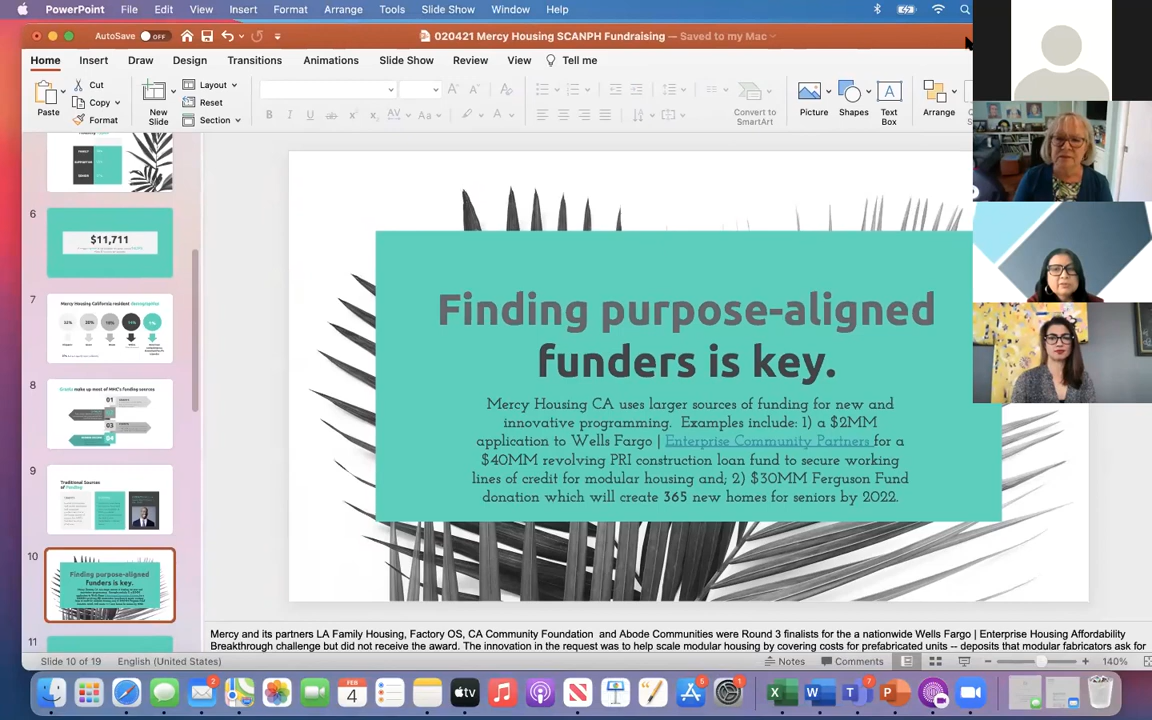 PowerPoint File Edit View Insert Format Arrange Tools Slide Show Window Help
AutoSave OFF 020421 Mercy Housing SCANPH Fundraising — Saved to my Mac
Home Insert Draw Design Transitions Animations Slide Show Review View Tell me
Paste Cut Copy Format New Slide Layout Reset Section Convert to SmartArt Picture Shapes Text Box Arrange
6
$11,711
7
Mercy Housing California resident demographics
8
Grants make up most of MHC's funding sources
01
03
04
9
Traditional Sources
of Funding
10
Finding purpose-aligned
funders is key.
11
Finding purpose-aligned
funders is key.
Mercy Housing CA uses larger sources of funding for new and
innovative programming. Examples include: 1) a $2MM
application to Wells Fargo | Enterprise Community Partners for a
$40MM revolving PRI construction loan fund to secure working
lines of credit for modular housing and; 2) $30MM Ferguson Fund
donation which will create 365 new homes for seniors by 2022.
Mercy and its partners LA Family Housing, Factory OS, CA Community Foundation and Abode Communities were Round 3 finalists for the a nationwide Wells Fargo | Enterprise Housing Affordability
Breakthrough challenge but did not receive the award. The innovation in the request was to help scale modular housing by covering costs for prefabricated units -- deposits that modular fabricators ask for
Slide 10 of 19 English (United States) Notes Comments 140%
2 FEB 4 tv 5 1 7